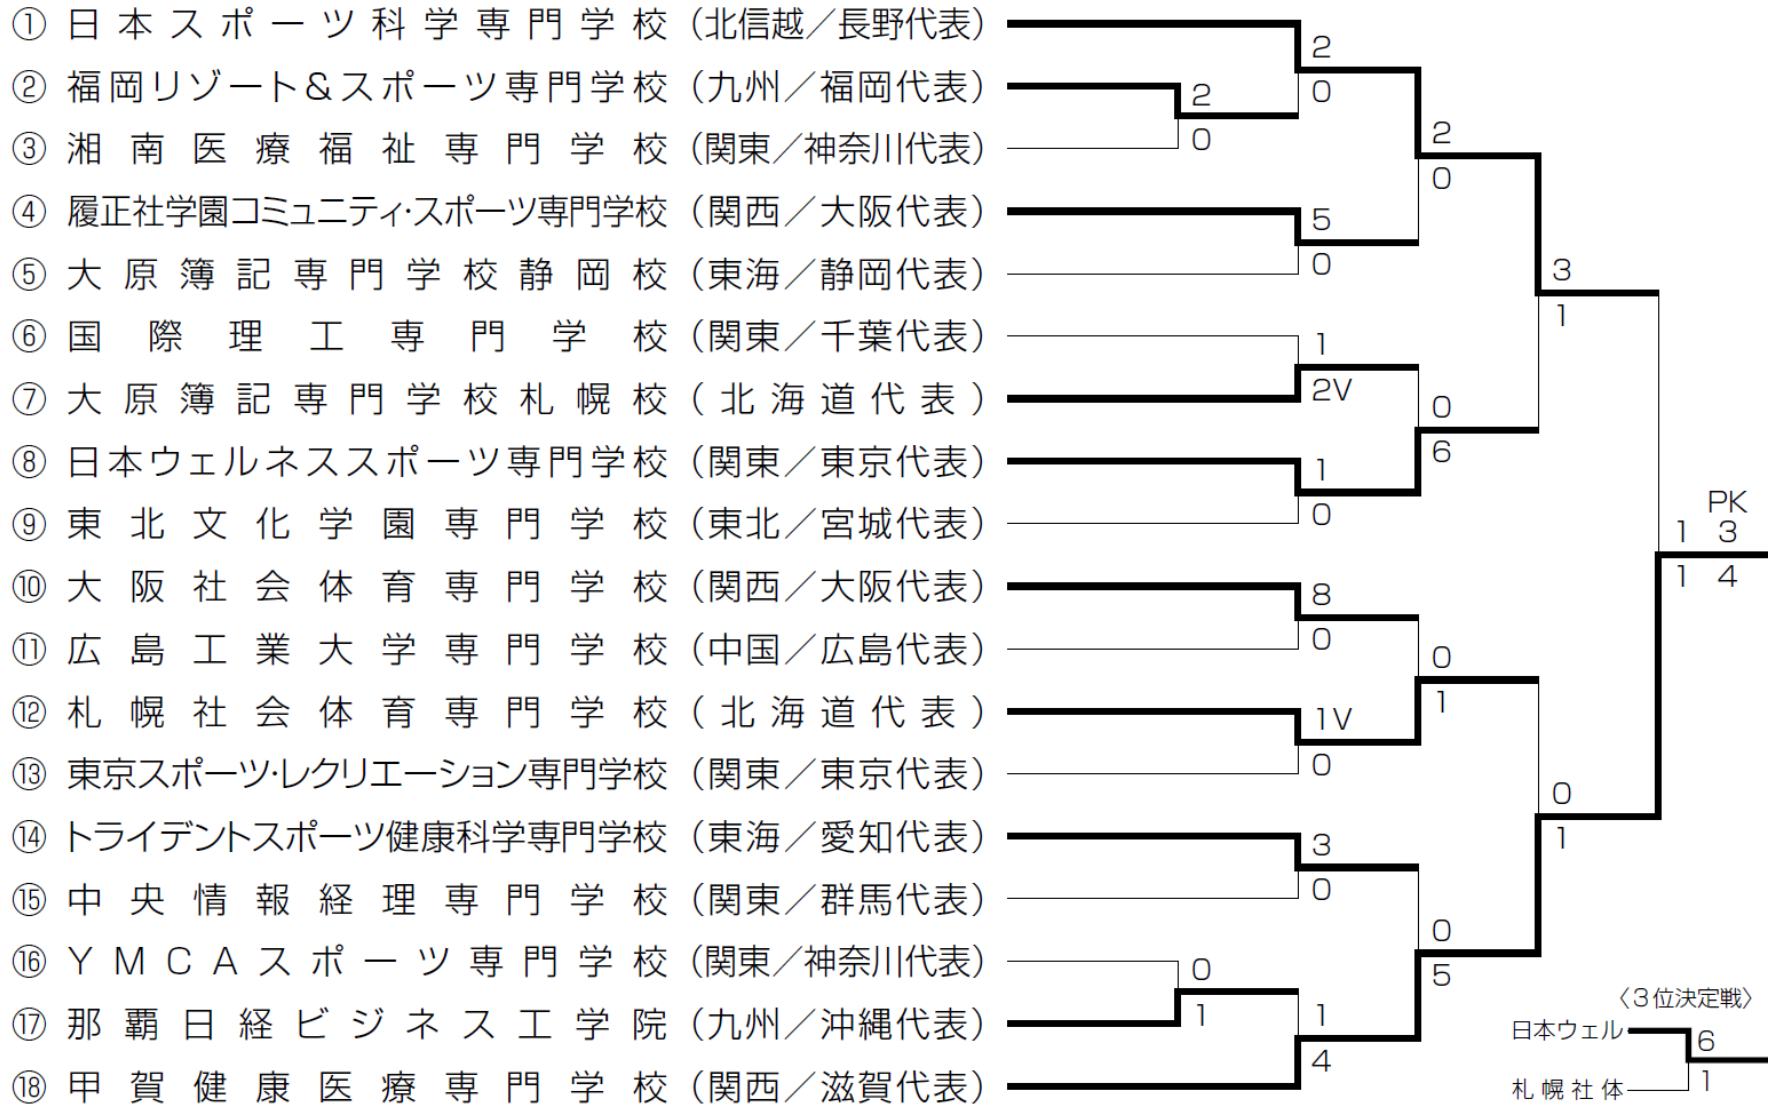 ① 日本スポーツ科学専門学校 (北信越／長野代表)
② 福岡リゾート&スポーツ専門学校 (九州／福岡代表)
③ 湘南医療福祉専門学校 (関東／神奈川代表)
④ 履正社学園コミュニティ・スポーツ専門学校 (関西／大阪代表)
⑤ 大原簿記専門学校静岡校 (東海／静岡代表)
⑥ 国際理工専門学校 (関東／千葉代表)
⑦ 大原簿記専門学校札幌校 (北海道代表)
⑧ 日本ウェルネススポーツ専門学校 (関東／東京代表)
⑨ 東北文化学園専門学校 (東北／宮城代表)
⑩ 大阪社会体育専門学校 (関西／大阪代表)
⑪ 広島工業大学専門学校 (中国／広島代表)
⑫ 札幌社会体育専門学校 (北海道代表)
⑬ 東京スポーツ・レクリエーション専門学校 (関東／東京代表)
⑭ トライデントスポーツ健康科学専門学校 (東海／愛知代表)
⑮ 中央情報経理専門学校 (関東／群馬代表)
⑯ YMCAスポーツ専門学校 (関東／神奈川代表)
⑰ 那覇日経ビジネス工学院 (九州／沖縄代表)
⑱ 甲賀健康医療専門学校 (関西／滋賀代表)
2
0
0
1
2
0
5
0
1
2V
1
0
8
0
1V
0
3
0
1
4
2
0
0
6
0
1
0
5
3
1
0
1
PK
1 3
1 4
〈3位決定戦〉
日本ウェル 6
札幌社体 1